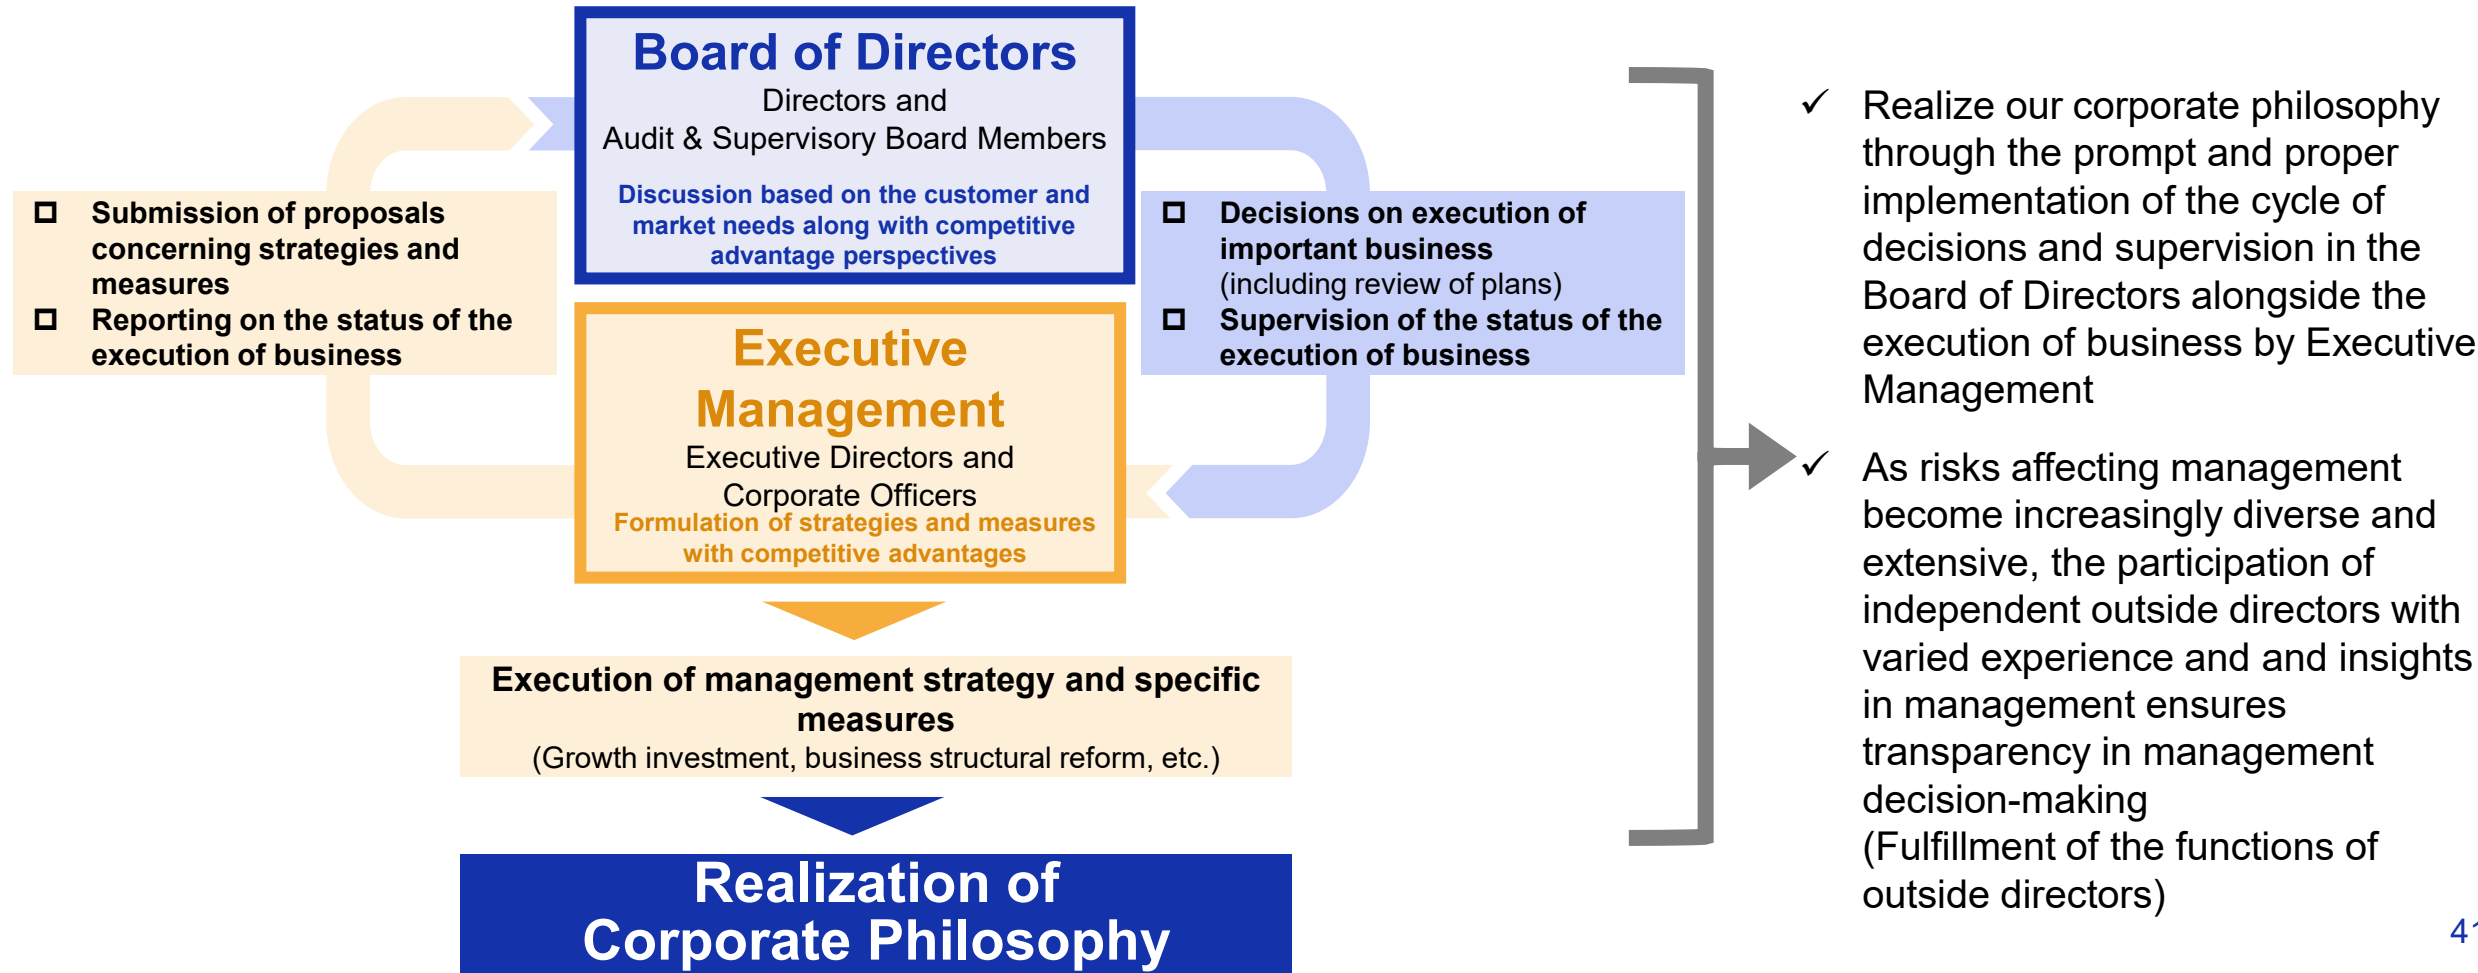 Board of Directors
Directors and
Audit & Supervisory Board Members
Discussion based on the customer and
market needs along with competitive
advantage perspectives
Submission of proposals
concerning strategies and
measures
Reporting on the status of the
execution of business
Decisions on execution of
important business
(including review of plans)
Supervision of the status of the
execution of business
Executive
Management
Executive Directors and
Corporate Officers
Formulation of strategies and measures
with competitive advantages
Execution of management strategy and specific
measures
(Growth investment, business structural reform, etc.)
Realization of
Corporate Philosophy
✓ Realize our corporate philosophy
through the prompt and proper
implementation of the cycle of
decisions and supervision in the
Board of Directors alongside the
execution of business by Executive
Management
✓ As risks affecting management
become increasingly diverse and
extensive, the participation of
independent outside directors with
varied experience and and insights
in management ensures
transparency in management
decision-making
(Fulfillment of the functions of
outside directors)
41